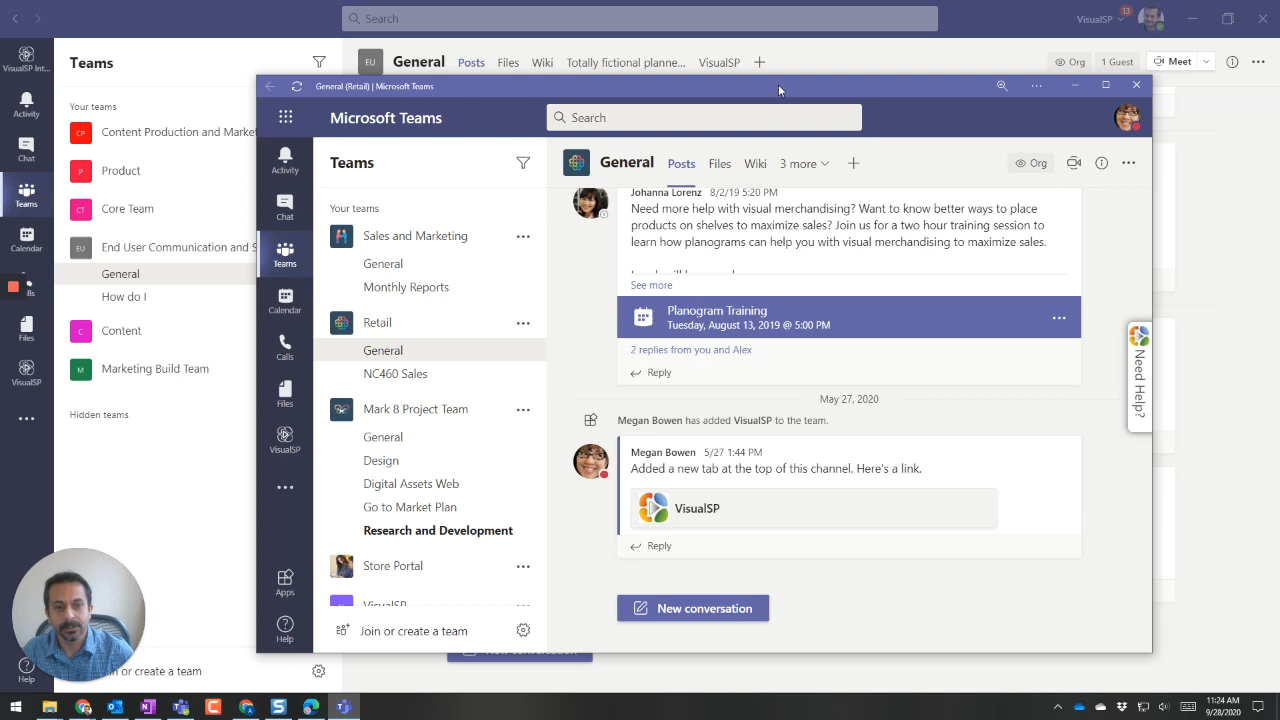 Search
VisualSP
Teams
Your teams
CP Content Production and Marke
P Product
CT Core Team
EU End User Communication and S
General
How do I
C Content
M Marketing Build Team
Hidden teams
VisualSP Int...
Activity
Chat
Teams
Calendar
Files
VisualSP
Help
n or create a team
EU General Posts Files Wiki Totally fictional planne... VisualSP
Org 1 Guest Meet
General (Retail) | Microsoft Teams
Microsoft Teams
Search
Activity
Chat
Teams
Calendar
Calls
Files
VisualSP
Apps
Help
Teams
Your teams
Sales and Marketing
General
Monthly Reports
Retail
General
NC460 Sales
Mark 8 Project Team
General
Design
Digital Assets Web
Go to Market Plan
Research and Development
Store Portal
VisualSP
Join or create a team
General Posts Files Wiki 3 more
Org
Johanna Lorenz 8/2/19 5:20 PM
Need more help with visual merchandising? Want to know better ways to place
products on shelves to maximize sales? Join us for a two hour training session to
learn how planograms can help you with visual merchandising to maximize sales.
See more
Planogram Training
Tuesday, August 13, 2019 @ 5:00 PM
2 replies from you and Alex
Reply
May 27, 2020
Megan Bowen has added VisualSP to the team.
Megan Bowen 5/27 1:44 PM
Added a new tab at the top of this channel. Here's a link.
VisualSP
Reply
New conversation
Need Help?
11:24 AM
9/28/2020